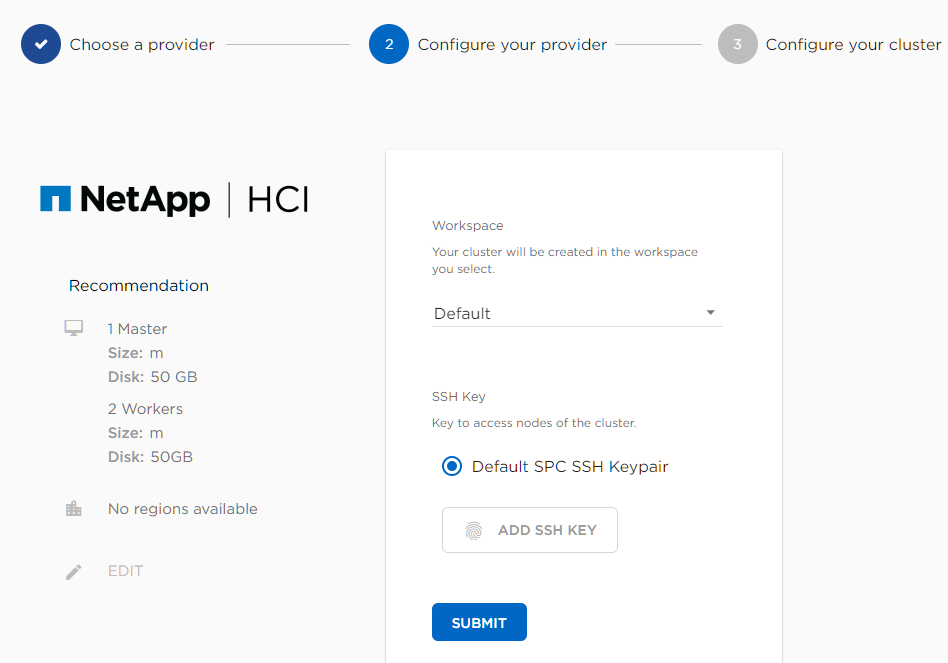 Choose a provider
2 Configure your provider
3 Configure your cluster
NetApp | HCI
Recommendation
1 Master
Size: m
Disk: 50 GB
2 Workers
Size: m
Disk: 50GB
No regions available
EDIT
Workspace
Your cluster will be created in the workspace
you select.
Default
SSH Key
Key to access nodes of the cluster.
Default SPC SSH Keypair
ADD SSH KEY
SUBMIT